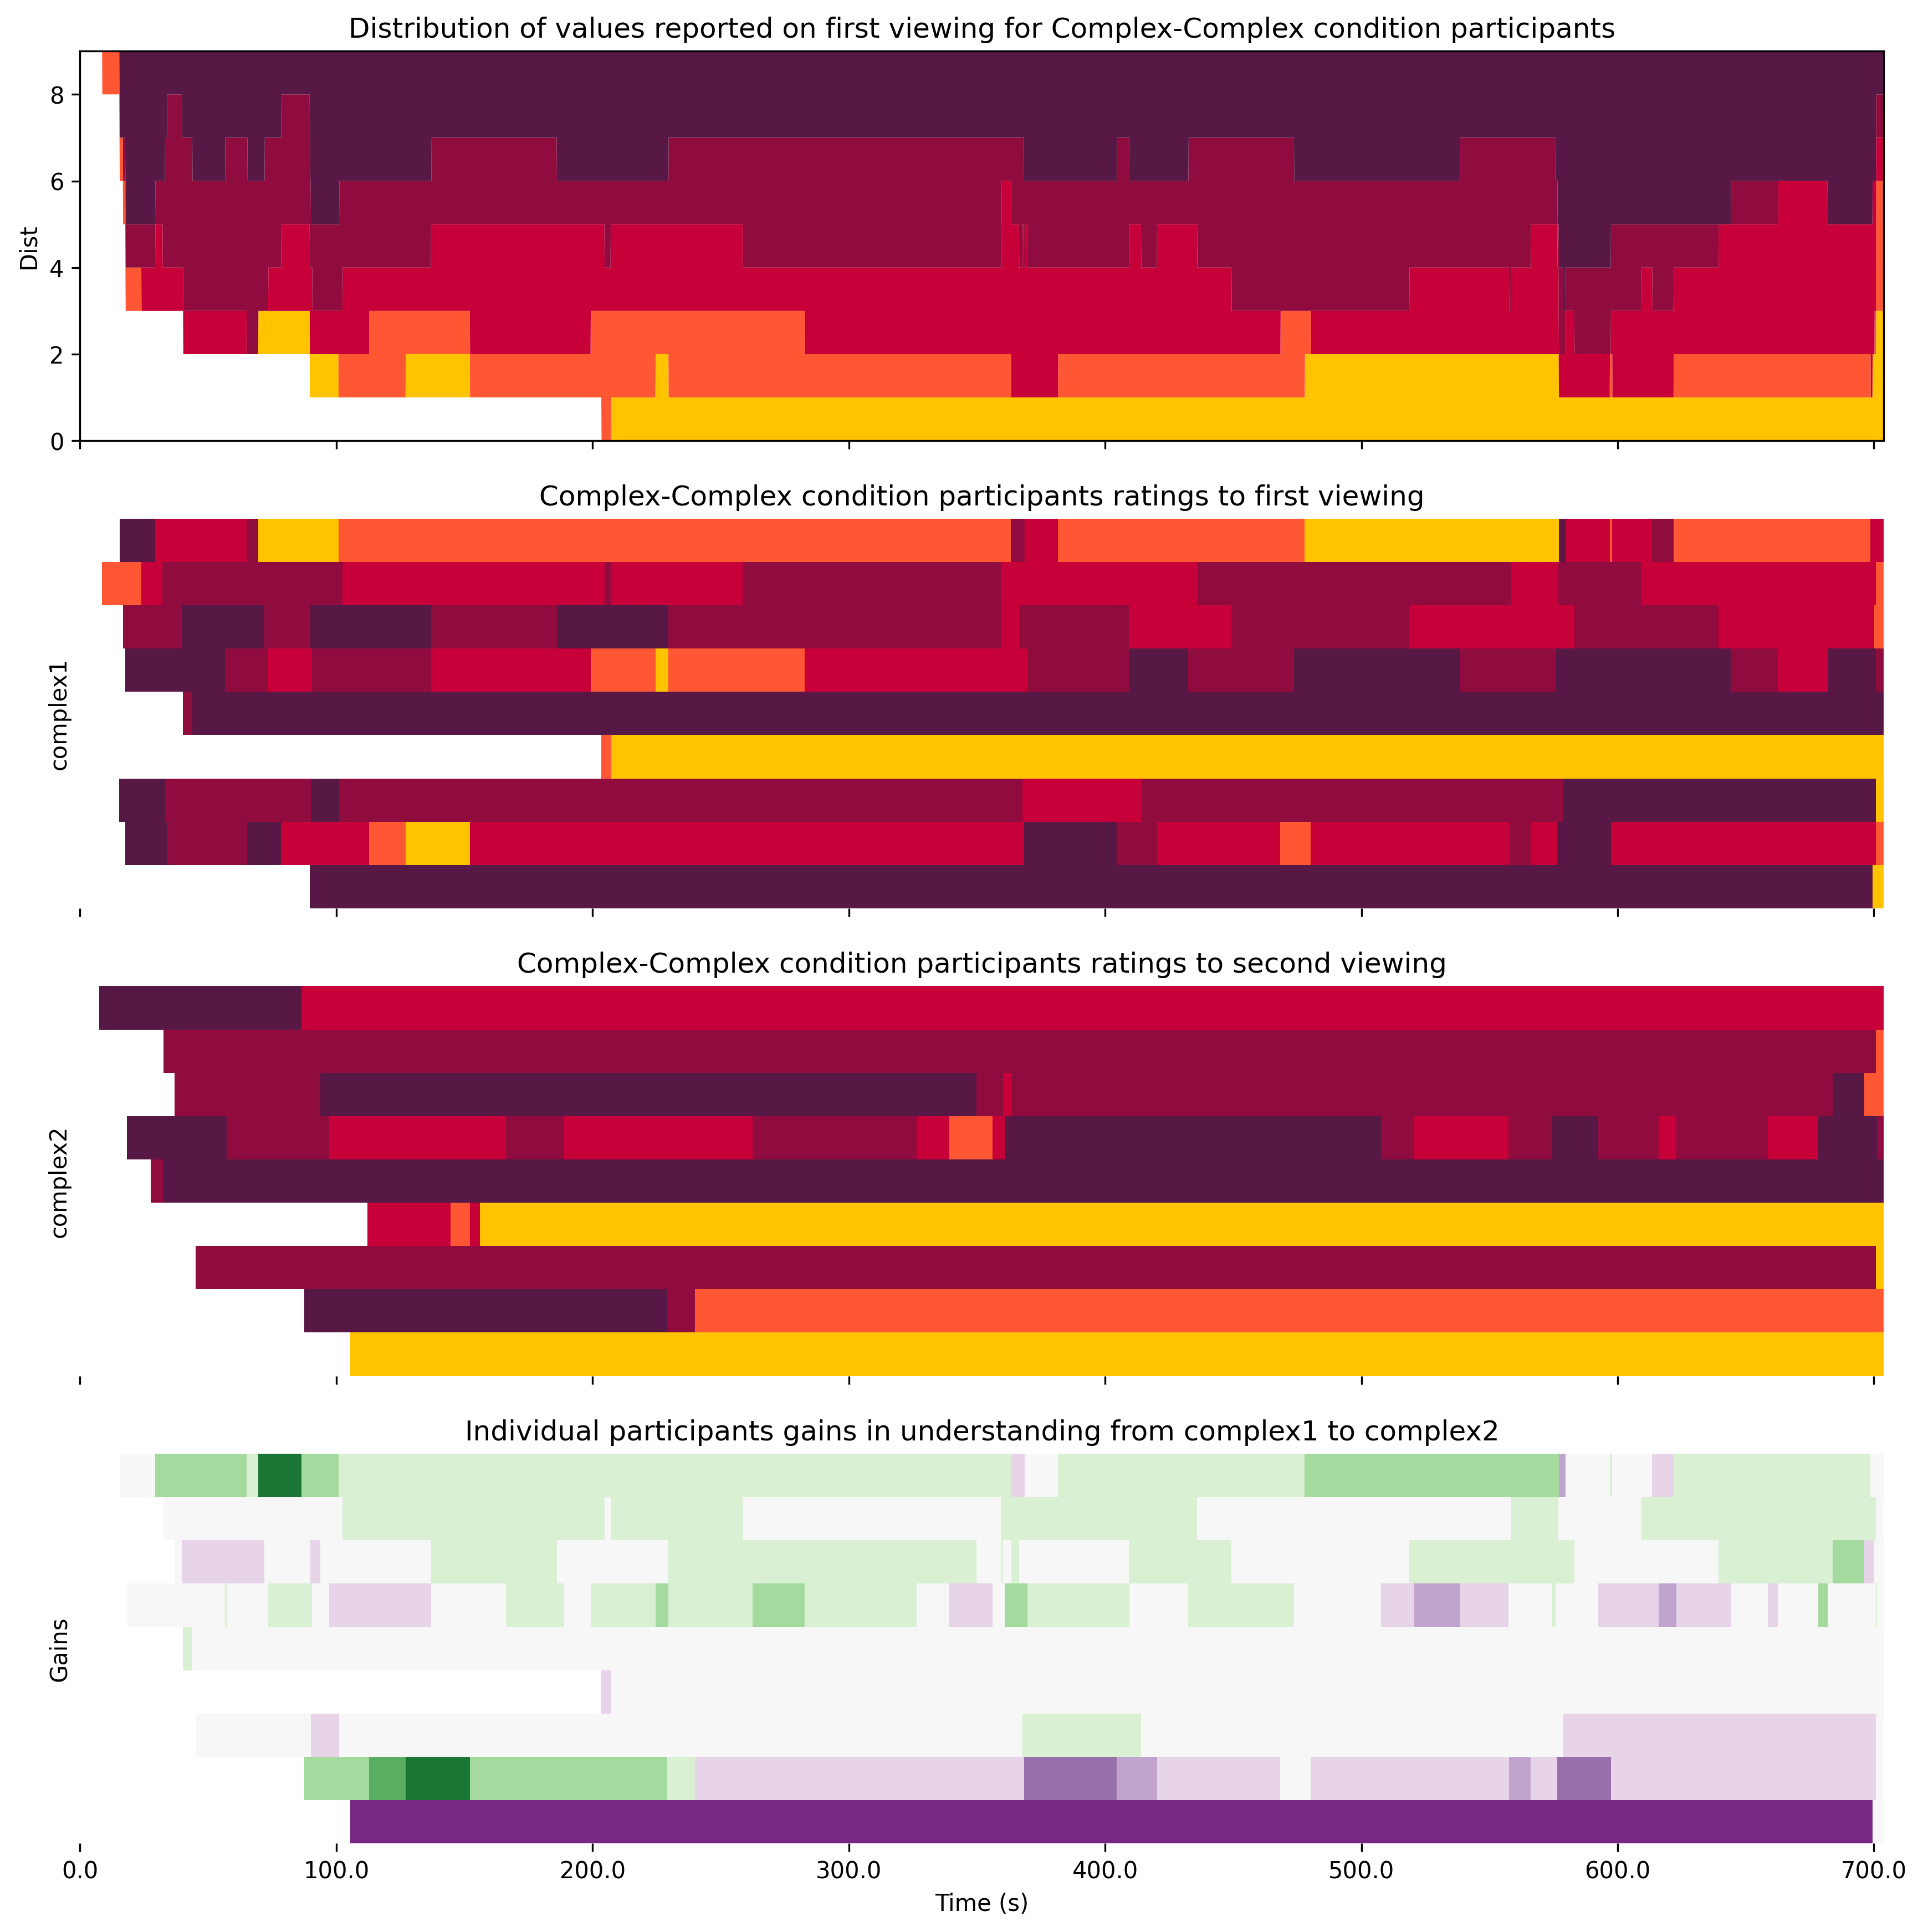 Distribution of values reported on first viewing for Complex-Complex condition participants
8
6
4
2
0
Dist
Complex-Complex condition participants ratings to first viewing
complex1
Complex-Complex condition participants ratings to second viewing
complex2
Individual participants gains in understanding from complex1 to complex2
Gains
0.0 100.0 200.0 300.0 400.0 500.0 600.0 700.0
Time (s)